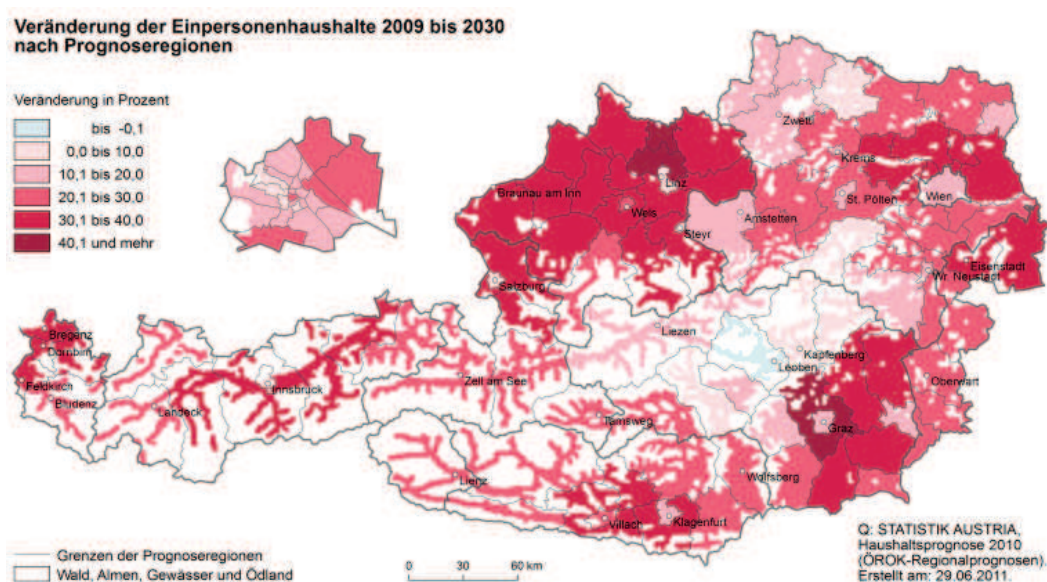 Veränderung der Einpersonenhaushalte 2009 bis 2030
nach Prognoseregionen
Veränderung in Prozent
bis -0,1
0,0 bis 10,0
10,1 bis 20,0
20,1 bis 30,0
30,1 bis 40,0
40,1 und mehr
Zwettl
Krems
Linz
Braunau am Inn
Wels
St. Pölten
Wien
Amstetten
Steyr
Eisenstadt
Wr. Neustadt
Salzburg
Liezen
Bregenz
Dornbirn
Kapfenberg
Leoben
Feldkirch
Innsbruck
Zell am See
Oberwart
Bludenz
Landeck
Tamsweg
Graz
Lienz
Wolfsberg
Villach
Klagenfurt
Grenzen der Prognoseregionen
Wald, Almen, Gewässer und Ödland
0 30 60 km
Q: STATISTIK AUSTRIA,
Haushaltsprognose 2010
(ÖROK-Regionalprognosen).
Erstellt am: 29.06.2011.